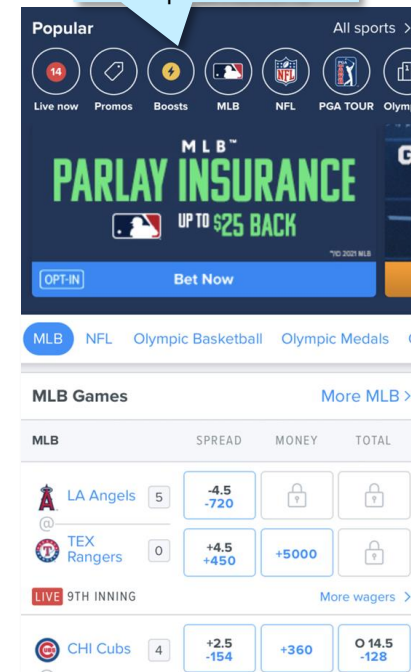 Popular
All sports >
14
Live now Promos Boosts MLB NFL PGA TOUR
MLB™
PARLAY INSURANCE
UP TO $25 BACK
OPT-IN
Bet Now
MLB NFL Olympic Basketball Olympic Medals
MLB Games
More MLB >
MLB SPREAD MONEY TOTAL
LA Angels 5 -4.5
-720
@
TEX
Rangers 0 +4.5
+450 +5000
LIVE 9TH INNING
More wagers >
CHI Cubs 4 +2.5
-154 +360 O 14.5
-128